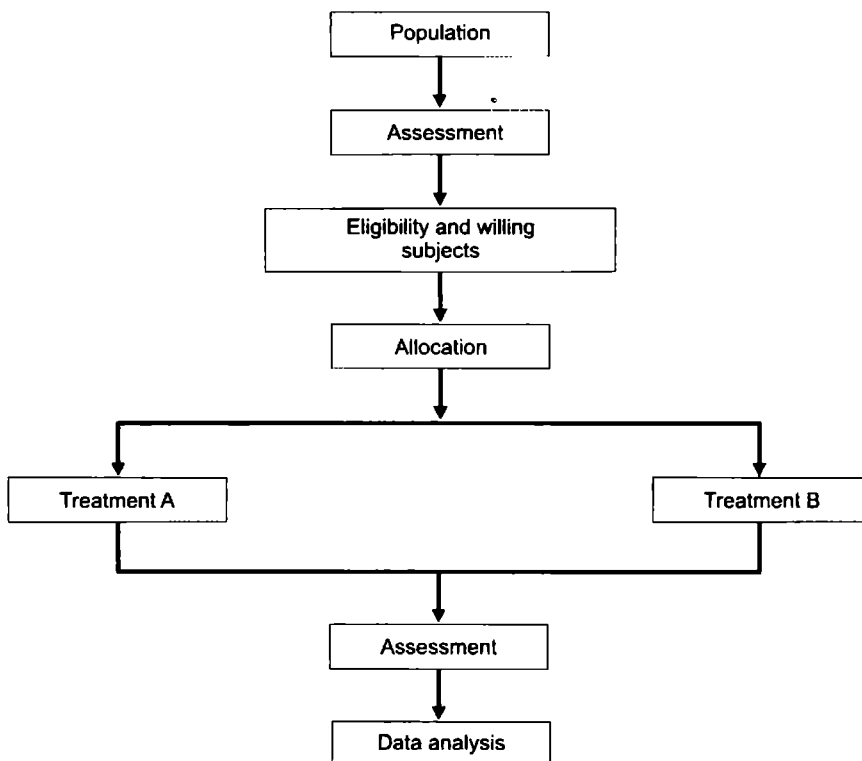 Population
Assessment
Eligibility and willing
subjects
Allocation
Treatment A
Treatment B
Assessment
Data analysis